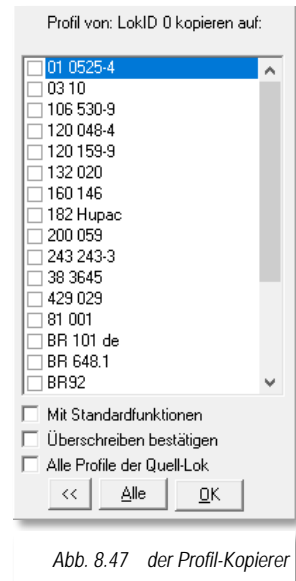 Profil von: LokID 0 kopieren auf:
01 0525-4
03 10
106 530-9
120 048-4
120 159-9
132 020
160 146
182 Hupac
200 059
243 243-3
38 3645
429 029
81 001
BR 101 de
BR 648.1
BR92
Mit Standardfunktionen
Überschreiben bestätigen
Alle Profile der Quell-Lok
<< Alle OK
Abb. 8.47 der Profil-Kopierer